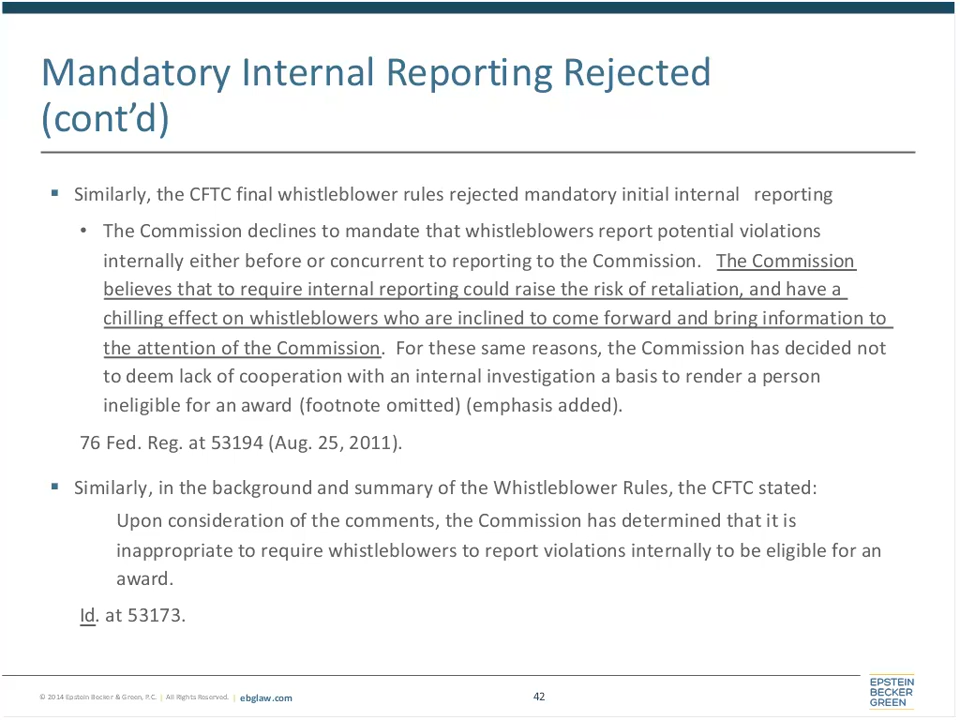 Mandatory Internal Reporting Rejected
(cont’d)
▪ Similarly, the CFTC final whistleblower rules rejected mandatory initial internal reporting
• The Commission declines to mandate that whistleblowers report potential violations
internally either before or concurrent to reporting to the Commission. The Commission
believes that to require internal reporting could raise the risk of retaliation, and have a
chilling effect on whistleblowers who are inclined to come forward and bring information to
the attention of the Commission. For these same reasons, the Commission has decided not
to deem lack of cooperation with an internal investigation a basis to render a person
ineligible for an award (footnote omitted) (emphasis added).
76 Fed. Reg. at 53194 (Aug. 25, 2011).
▪ Similarly, in the background and summary of the Whistleblower Rules, the CFTC stated:
Upon consideration of the comments, the Commission has determined that it is
inappropriate to require whistleblowers to report violations internally to be eligible for an
award.
Id. at 53173.
© 2014 Epstein Becker & Green, P.C. | All Rights Reserved. | ebglaw.com
42
EPSTEIN
BECKER
GREEN